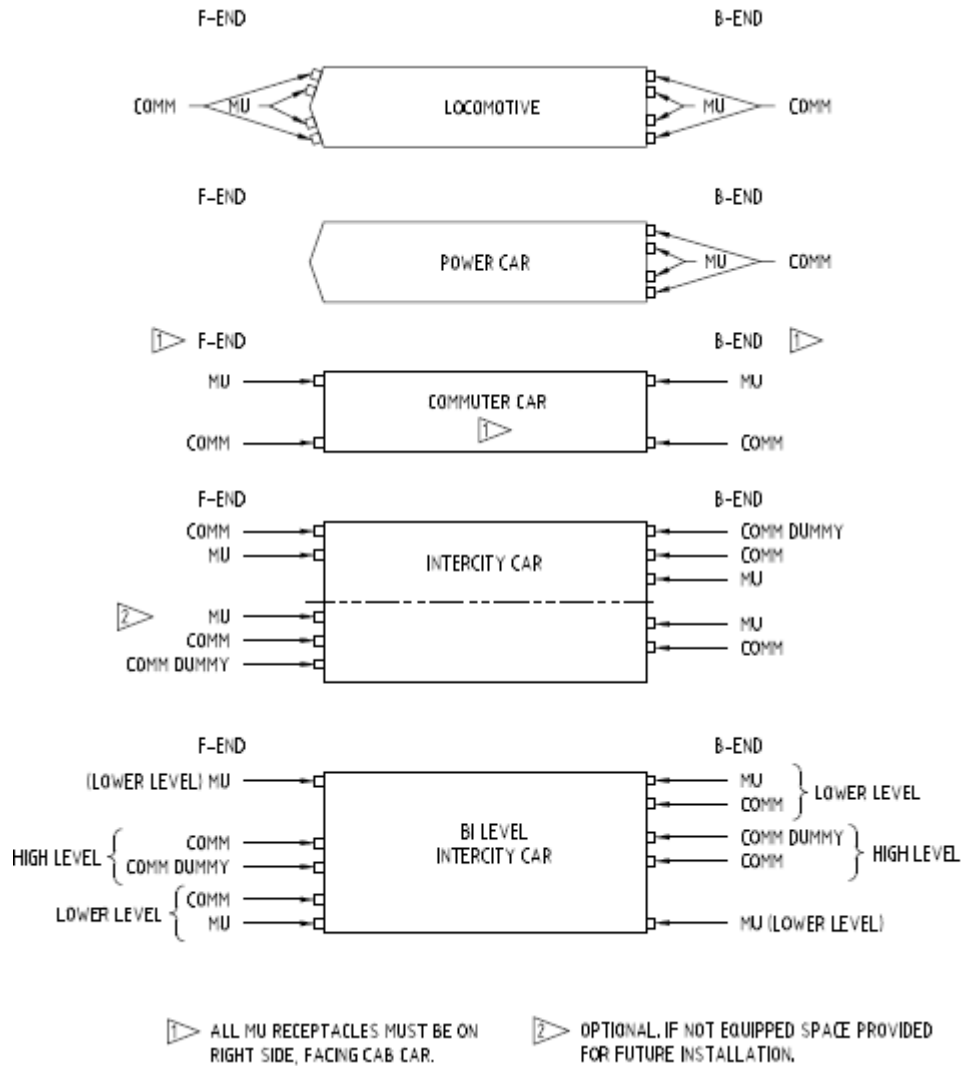 F-END B-END
COMM MU LOCOMOTIVE MU COMM
F-END B-END
POWER CAR MU COMM
1 F-END B-END 1
MU MU
COMMUTER CAR
1
COMM COMM
F-END B-END
COMM COMM DUMMY
MU INTERCITY CAR COMM
MU
2 MU MU
COMM COMM
COMM DUMMY
F-END B-END
(LOWER LEVEL) MU MU
COMM LOWER LEVEL
COMM BI LEVEL COMM DUMMY
HIGH LEVEL INTERCITY CAR HIGH LEVEL
COMM DUMMY COMM
COMM
LOWER LEVEL
MU MU (LOWER LEVEL)
1 ALL MU RECEPTACLES MUST BE ON
RIGHT SIDE, FACING CAB CAR.
2 OPTIONAL. IF NOT EQUIPPED SPACE PROVIDED
FOR FUTURE INSTALLATION.